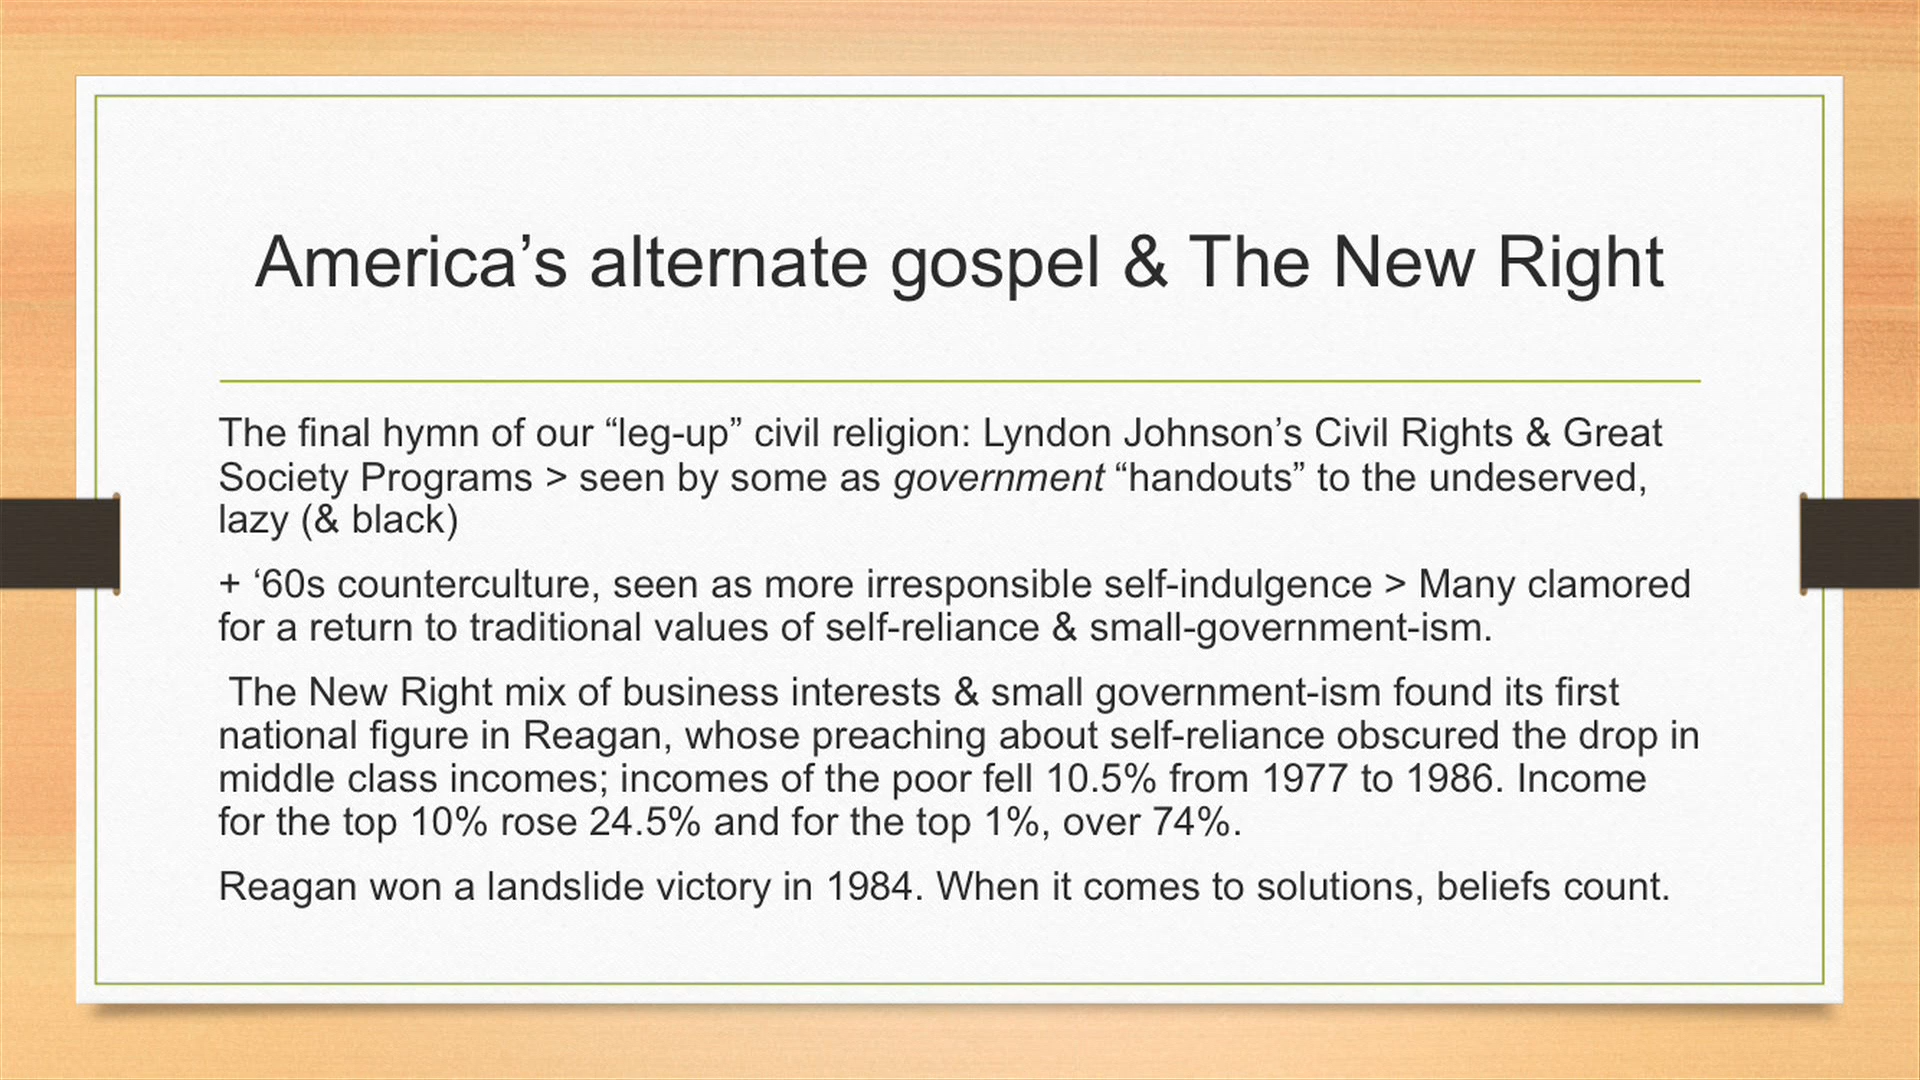 America’s alternate gospel & The New Right
The final hymn of our “leg-up” civil religion: Lyndon Johnson’s Civil Rights & Great
Society Programs > seen by some as government “handouts” to the undeserved,
lazy (& black)
+ ‘60s counterculture, seen as more irresponsible self-indulgence > Many clamored
for a return to traditional values of self-reliance & small-government-ism.
The New Right mix of business interests & small government-ism found its first
national figure in Reagan, whose preaching about self-reliance obscured the drop in
middle class incomes; incomes of the poor fell 10.5% from 1977 to 1986. Income
for the top 10% rose 24.5% and for the top 1%, over 74%.
Reagan won a landslide victory in 1984. When it comes to solutions, beliefs count.